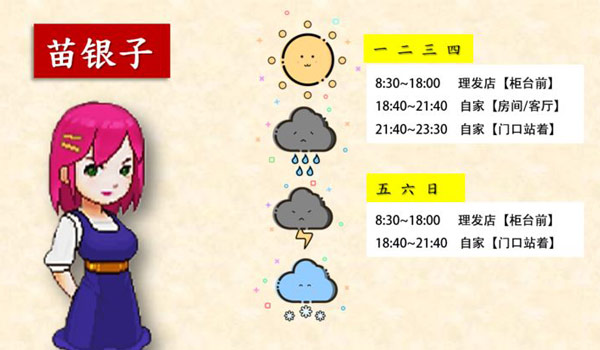 苗银子
一 二 三 四
8:30~18:00 理发店【柜台前】
18:40~21:40 自家【房间/客厅】
21:40~23:30 自家【门口站着】
五 六 日
8:30~18:00 理发店【柜台前】
18:40~21:40 自家【门口站着】